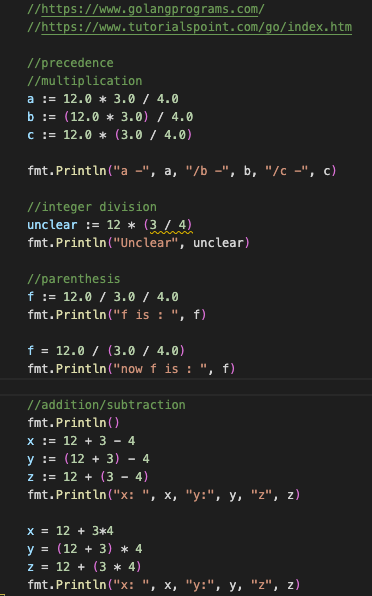 //https://www.golangprograms.com/
//https://www.tutorialspoint.com/go/index.htm
//precedence
//multiplication
a := 12.0 * 3.0 / 4.0
b := (12.0 * 3.0) / 4.0
c := 12.0 * (3.0 / 4.0)
fmt.Println("a -", a, "/b -", b, "/c -", c)
//integer division
unclear := 12 * (3 / 4)
fmt.Println("Unclear", unclear)
//parenthesis
f := 12.0 / 3.0 / 4.0
fmt.Println("f is : ", f)
f = 12.0 / (3.0 / 4.0)
fmt.Println("now f is : ", f)
//addition/subtraction
fmt.Println()
x := 12 + 3 - 4
y := (12 + 3) - 4
z := 12 + (3 - 4)
fmt.Println("x: ", x, "y:", y, "z", z)
x = 12 + 3*4
y = (12 + 3) * 4
z = 12 + (3 * 4)
fmt.Println("x: ", x, "y:", y, "z", z)